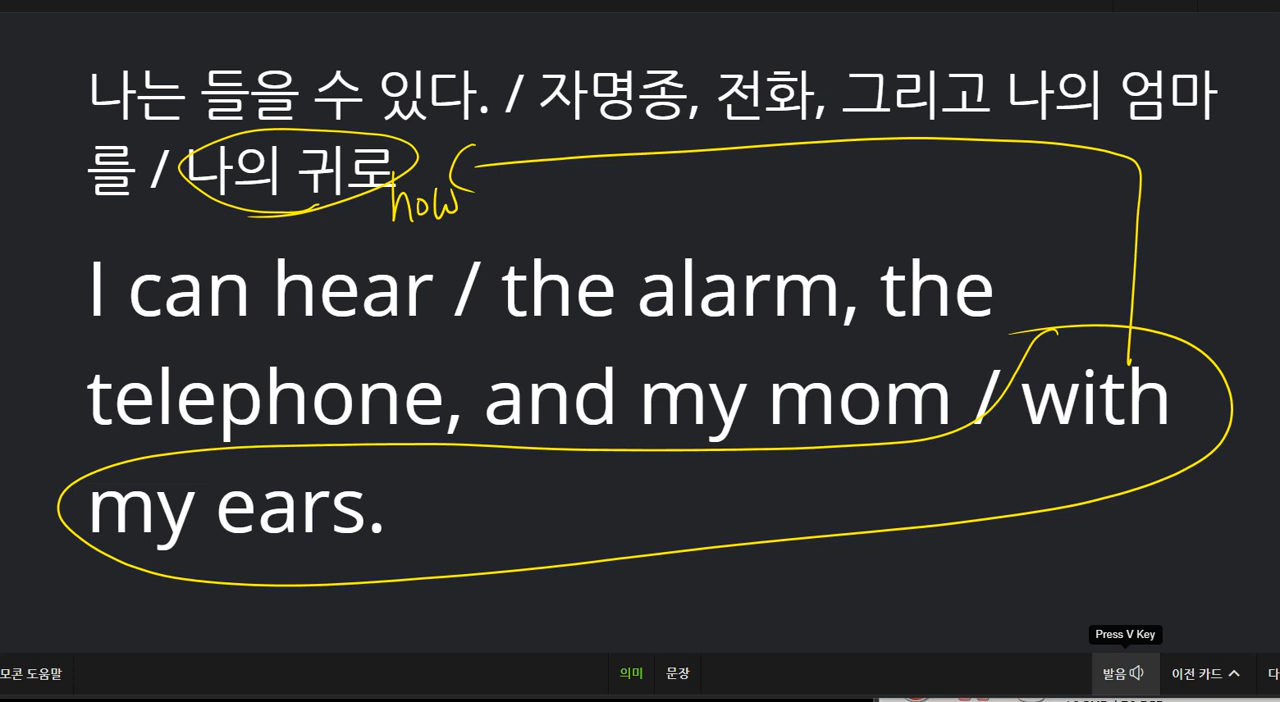 나는 들을 수 있다. / 자명종, 전화, 그리고 나의 엄마
를 / 나의 귀로
how
I can hear / the alarm, the
telephone, and my mom / with
my ears.
Press V Key
모콘 도움말 의미 문장 발음 이전 카드 다